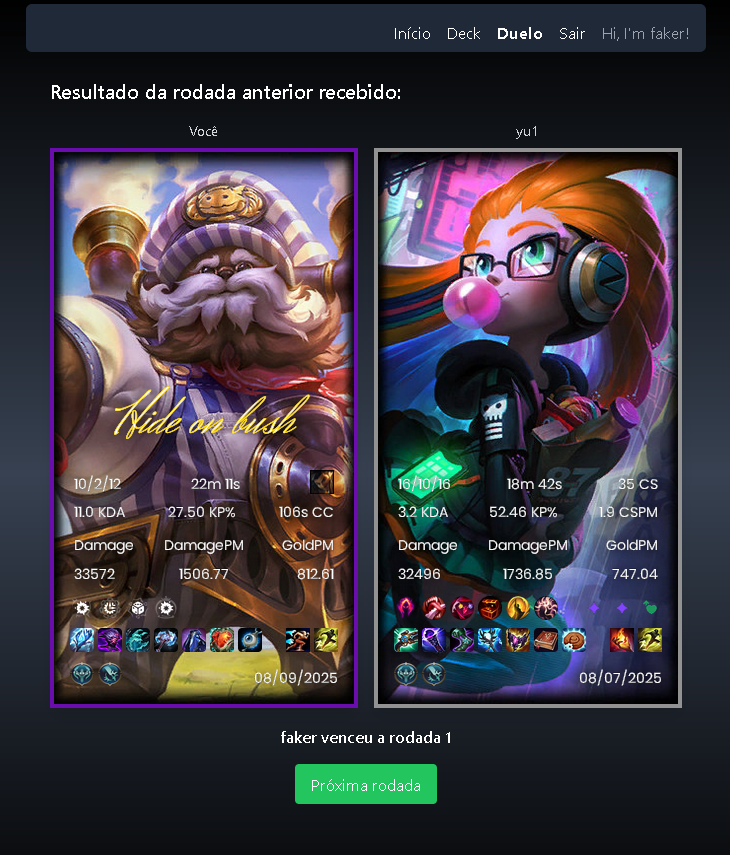 Início Deck Duelo Sair Hi, I'm faker!
Resultado da rodada anterior recebido:
Você
yu1
Hide on bush
10/2/12 22m 11s
11.0 KDA 27.50 KP% 106s CC
Damage DamagePM GoldPM
33572 1506.77 812.61
08/09/2025
87
16/10/16 18m 42s 35 CS
3.2 KDA 52.46 KP% 1.9 CSPM
Damage DamagePM GoldPM
32496 1736.85 747.04
08/07/2025
faker venceu a rodada 1
Próxima rodada